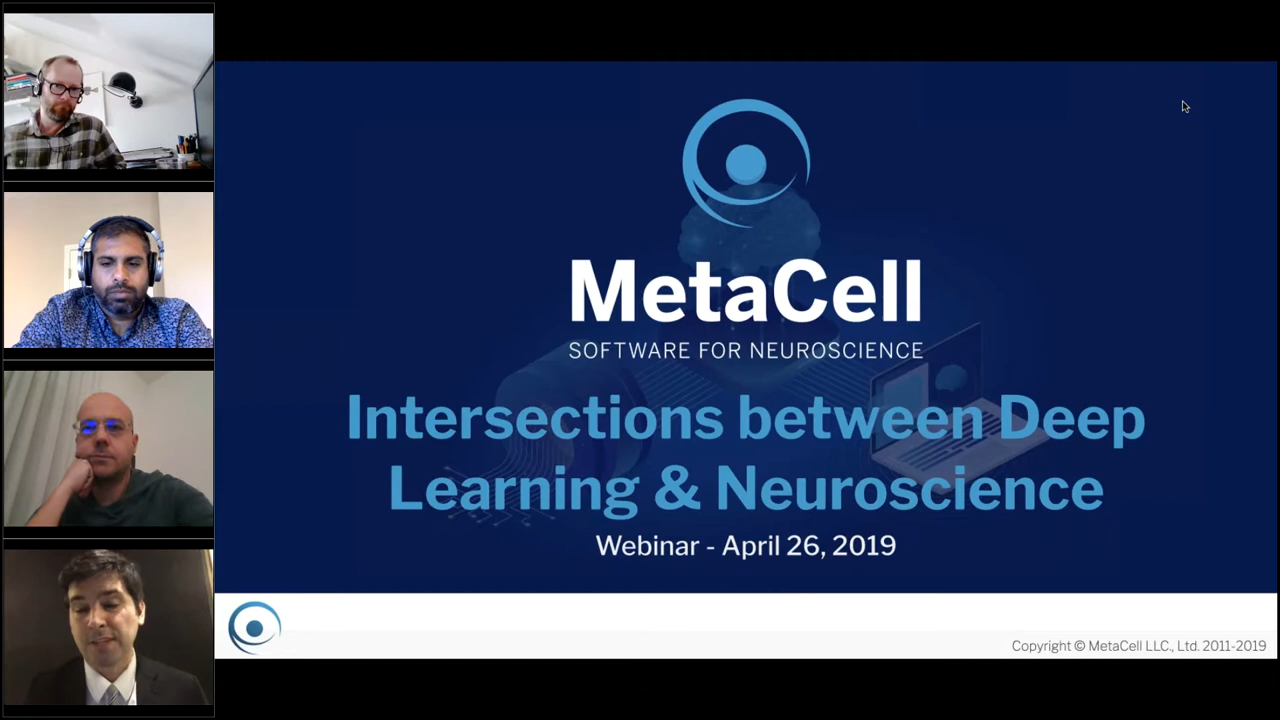 MetaCell
SOFTWARE FOR NEUROSCIENCE
Intersections between Deep
Learning & Neuroscience
Webinar - April 26, 2019
Copyright © MetaCell LLC., Ltd. 2011-2019